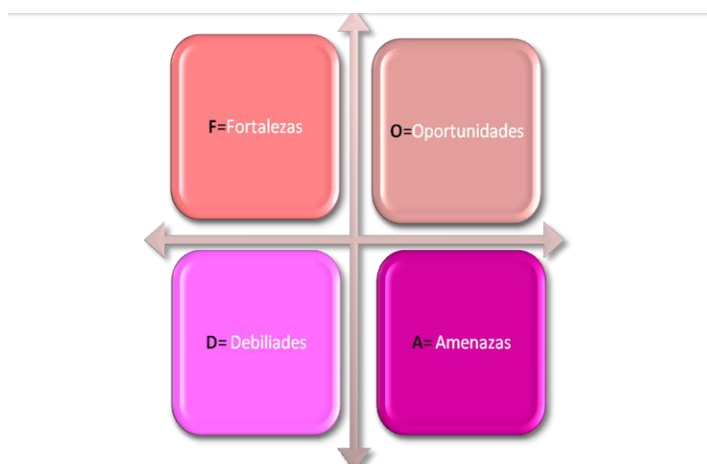 F=Fortalezas
O=Oportunidades
D= Debiliades
A= Amenazas